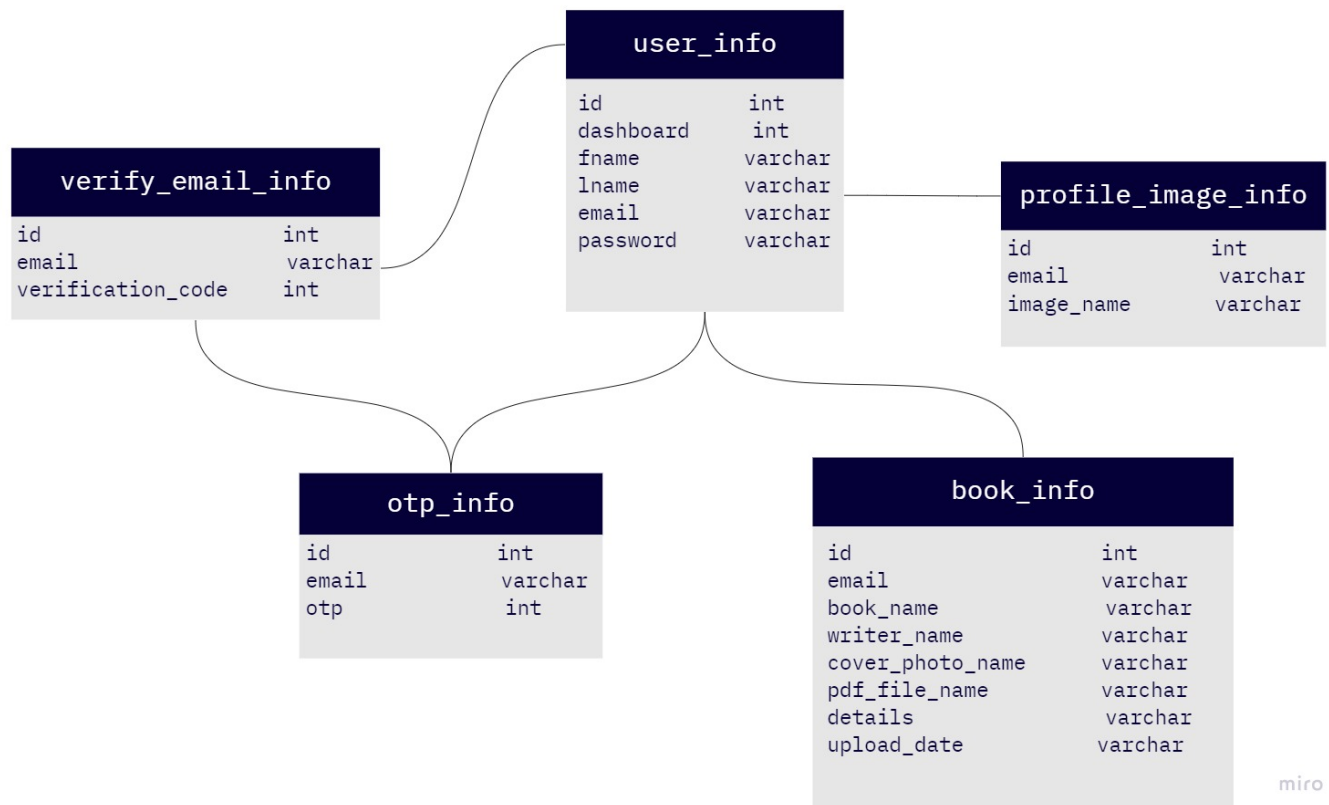 user_info
id int
dashboard int
fname varchar
lname varchar
email varchar
password varchar
verify_email_info
id int
email varchar
verification_code int
profile_image_info
id int
email varchar
image_name varchar
otp_info
id int
email varchar
otp int
book_info
id int
email varchar
book_name varchar
writer_name varchar
cover_photo_name varchar
pdf_file_name varchar
details varchar
upload_date varchar
miro